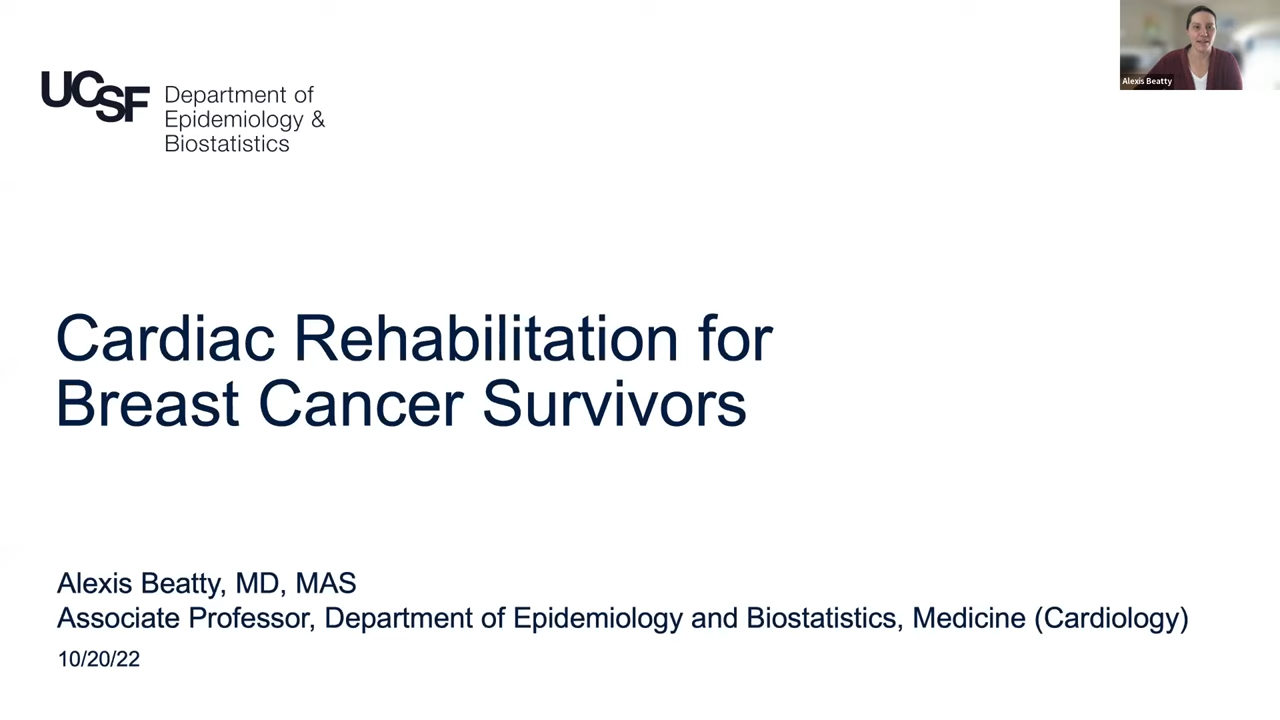 Alexis Beatty
UCSF
Department of
Epidemiology &
Biostatistics
Cardiac Rehabilitation for
Breast Cancer Survivors
Alexis Beatty, MD, MAS
Associate Professor, Department of Epidemiology and Biostatistics, Medicine (Cardiology)
10/20/22